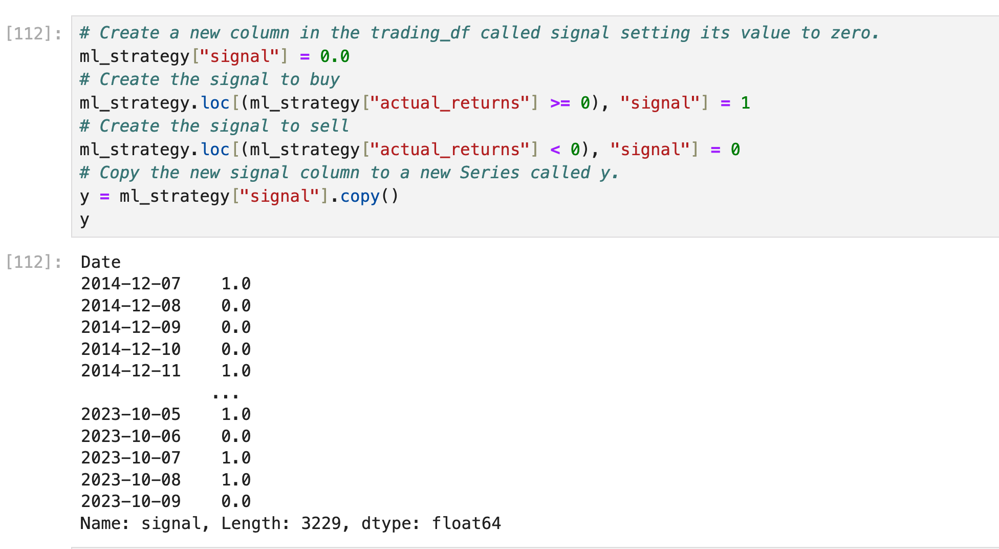 [112]:
# Create a new column in the trading_df called signal setting its value to zero.
ml_strategy["signal"] = 0.0
# Create the signal to buy
ml_strategy.loc[(ml_strategy["actual_returns"] >= 0), "signal"] = 1
# Create the signal to sell
ml_strategy.loc[(ml_strategy["actual_returns"] < 0), "signal"] = 0
# Copy the new signal column to a new Series called y.
y = ml_strategy["signal"].copy()
y
[112]:
Date
2014-12-07    1.0
2014-12-08    0.0
2014-12-09    0.0
2014-12-10    0.0
2014-12-11    1.0
             ...
2023-10-05    1.0
2023-10-06    0.0
2023-10-07    1.0
2023-10-08    1.0
2023-10-09    0.0
Name: signal, Length: 3229, dtype: float64